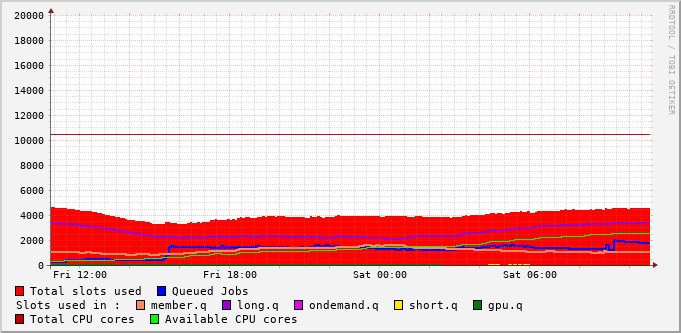 RRDTOOL / TOBI OETIKER
20000
18000
16000
14000
12000
10000
8000
6000
4000
2000
0
Fri 12:00 Fri 18:00 Sat 00:00 Sat 06:00
Total slots used Queued Jobs
Slots used in : member.q long.q ondemand.q short.q gpu.q
Total CPU cores Available CPU cores